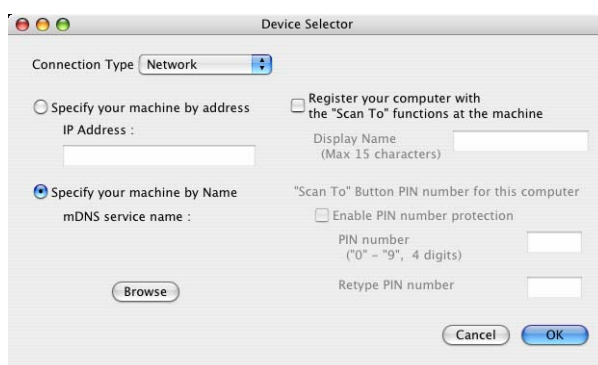 Device Selector
Connection Type Network
Specify your machine by address
IP Address :
Specify your machine by Name
mDNS service name :
Browse
Register your computer with
the "Scan To" functions at the machine
Display Name
(Max 15 characters)
"Scan To" Button PIN number for this computer
Enable PIN number protection
PIN number
("0" – "9", 4 digits)
Retype PIN number
Cancel OK